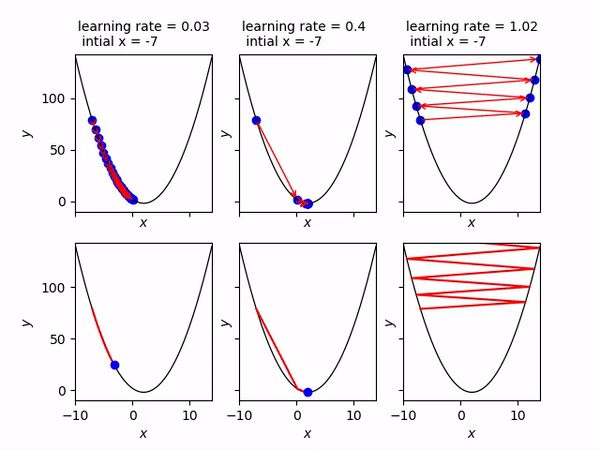 learning rate = 0.03
intial x = -7
learning rate = 0.4
intial x = -7
learning rate = 1.02
intial x = -7
y
100
50
0
x
y
x
y
x
y
100
50
0
−10
0
10
x
y
−10
0
10
x
y
−10
0
10
x